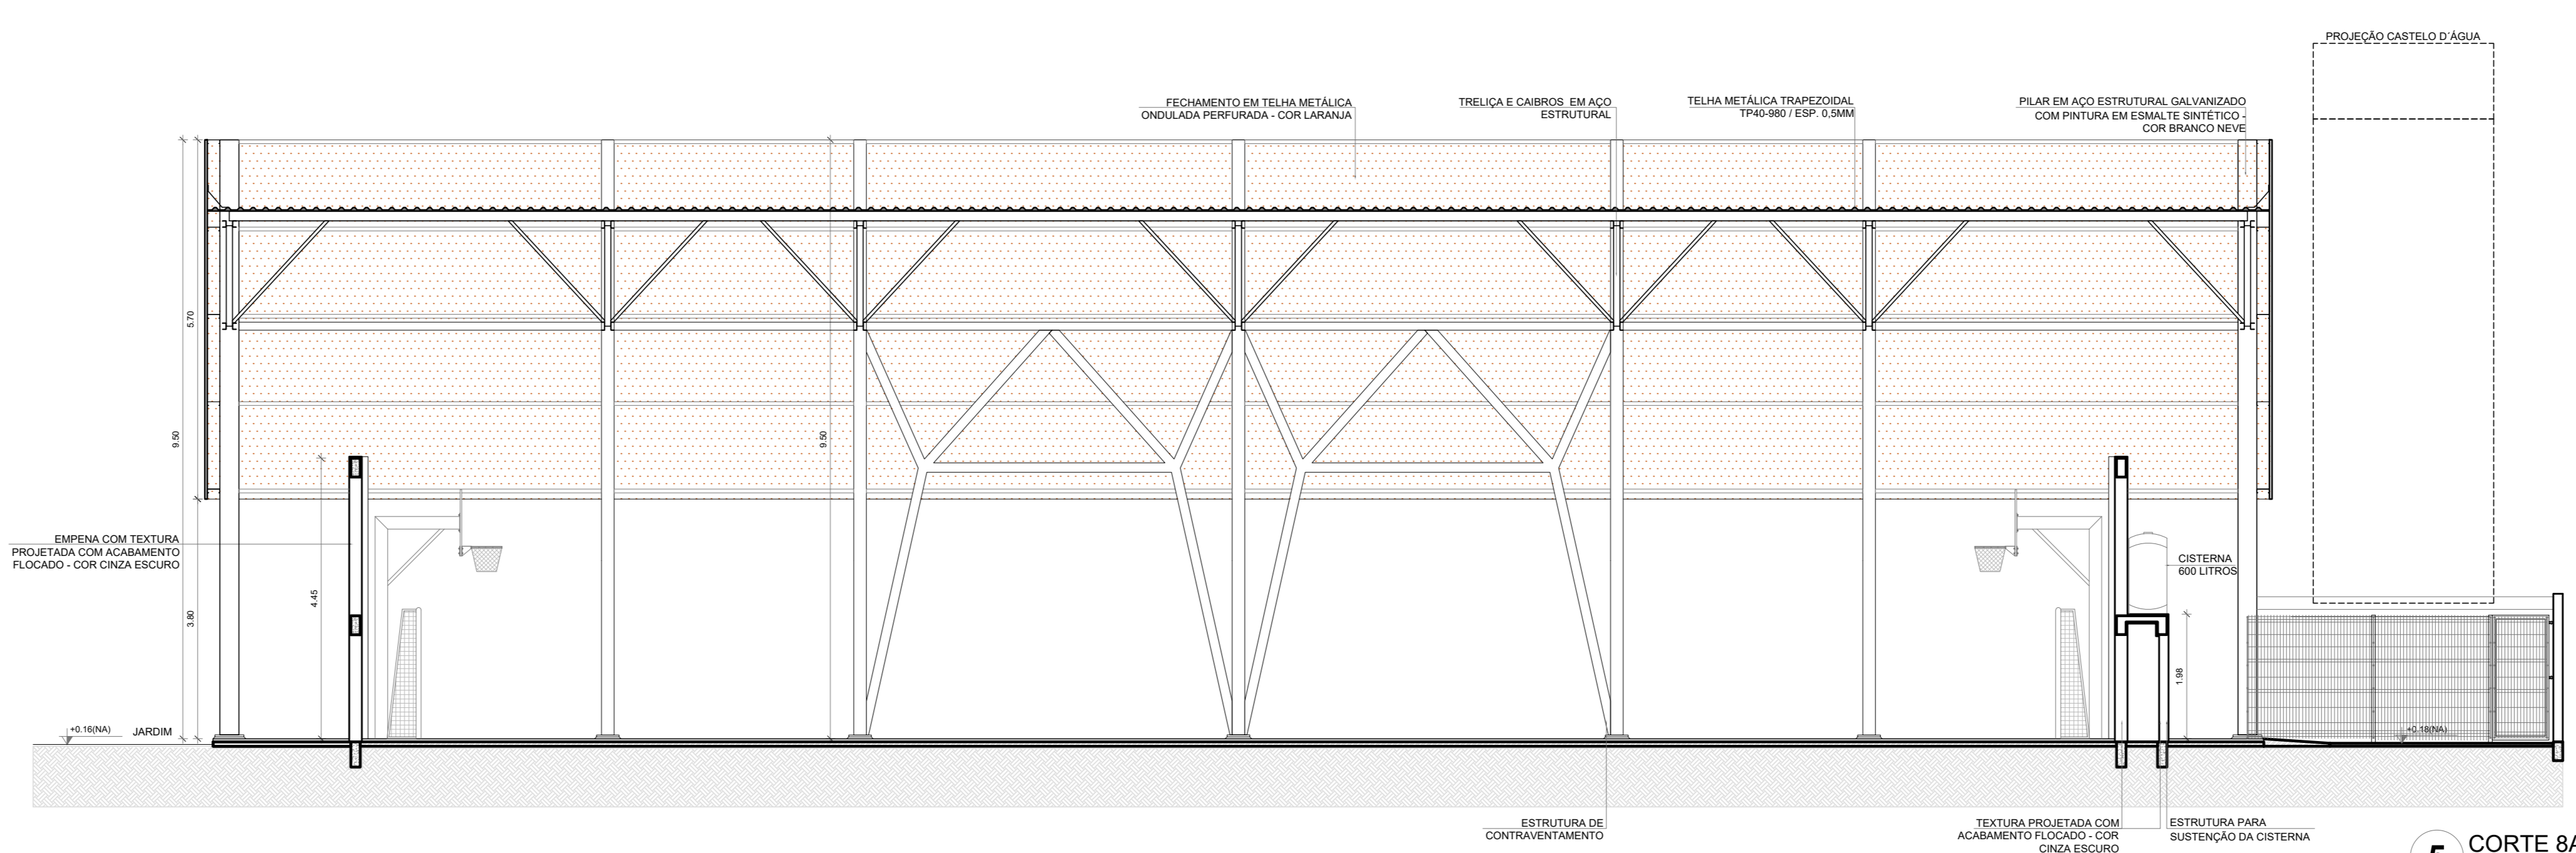 PROJEÇÃO CASTELO D´ÁGUA
FECHAMENTO EM TELHA METÁLICA
ONDULADA PERFURADA - COR LARANJA
TRELIÇA E CAIBROS EM AÇO
ESTRUTURAL
TELHA METÁLICA TRAPEZOIDAL
TP40-980 / ESP. 0,5MM
PILAR EM AÇO ESTRUTURAL GALVANIZADO
COM PINTURA EM ESMALTE SINTÉTICO -
COR BRANCO NEVE
5.70
9.50
9.50
EMPENA COM TEXTURA
PROJETADA COM ACABAMENTO
FLOCADO - COR CINZA ESCURO
CISTERNA
600 LITROS
4.45
3.80
1.98
+0.16(NA)
JARDIM
+0.18(NA)
ESTRUTURA DE
CONTRAVENTAMENTO
TEXTURA PROJETADA COM
ACABAMENTO FLOCADO - COR
CINZA ESCURO
ESTRUTURA PARA
SUSTENÇÃO DA CISTERNA
5
CORTE 8A